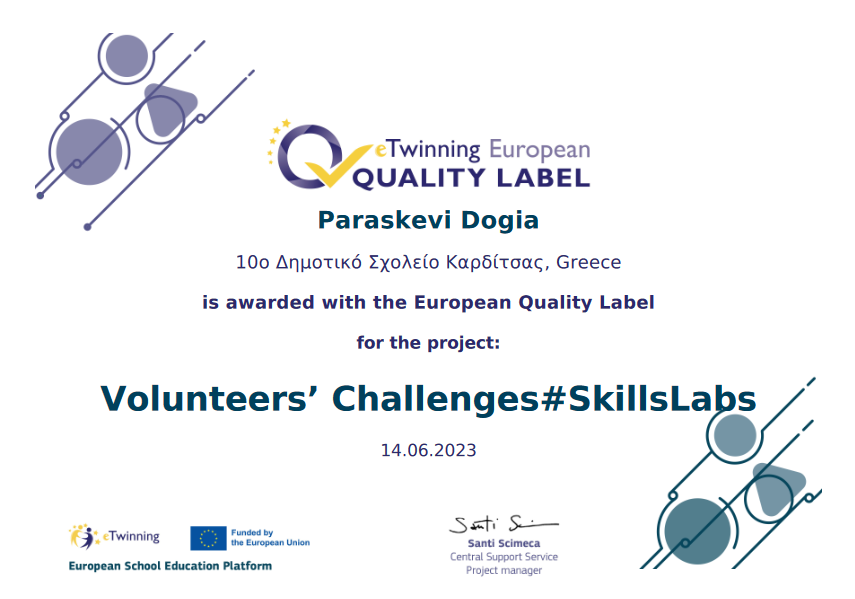 eTwinning European
QUALITY LABEL
Paraskevi Dogia
10ο Δημοτικό Σχολείο Καρδίτσας, Greece
is awarded with the European Quality Label
for the project:
Volunteers’ Challenges#SkillsLabs
14.06.2023
eTwinning
Funded by
the European Union
European School Education Platform
Santi Scimeca
Central Support Service
Project manager